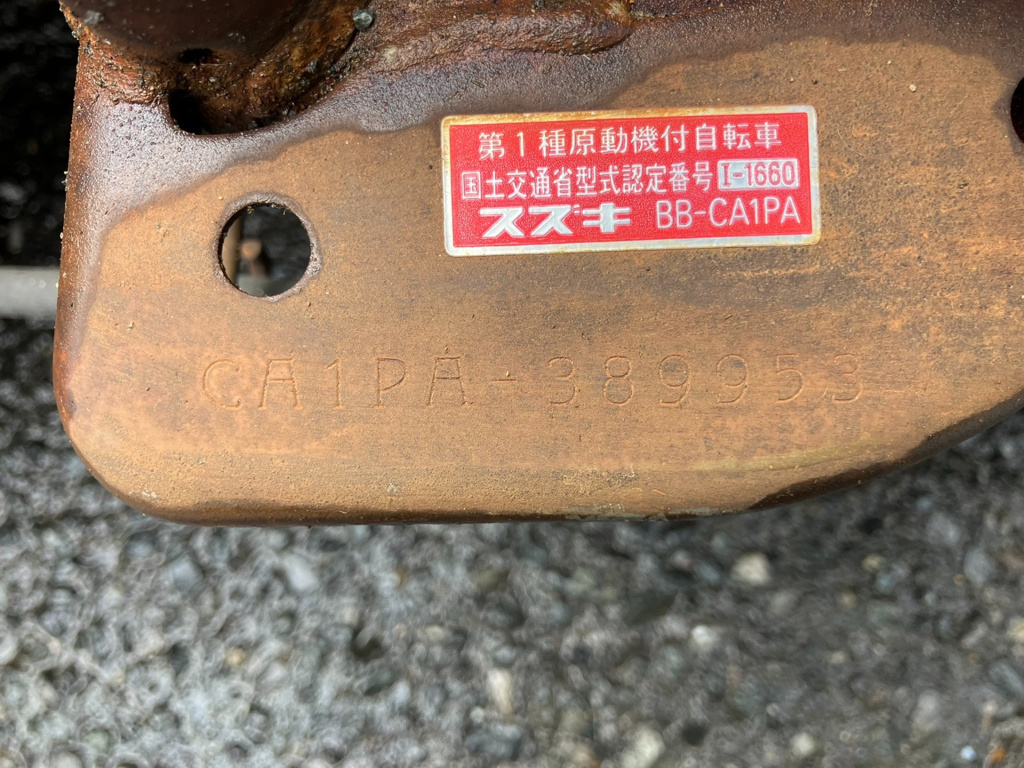 第1種原動機付自転車
国土交通省型式認定番号 I-1660
スズキ BB-CA1PA
CA1PA-389953